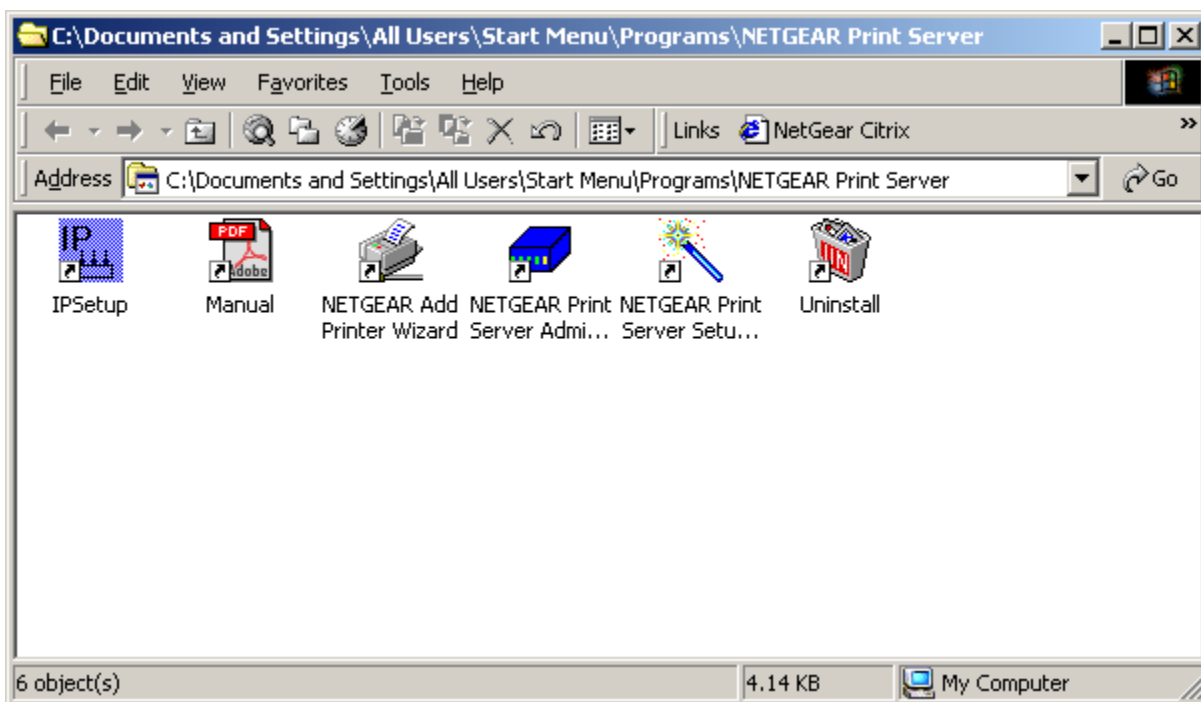 C:\Documents and Settings\All Users\Start Menu\Programs\NETGEAR Print Server
File Edit View Favorites Tools Help
Links NetGear Citrix »
Address C:\Documents and Settings\All Users\Start Menu\Programs\NETGEAR Print Server Go
IP PDF Adobe UN
IPSetup Manual NETGEAR Add NETGEAR Print NETGEAR Print Uninstall
Printer Wizard Server Admi... Server Setu...
6 object(s) 4.14 KB My Computer